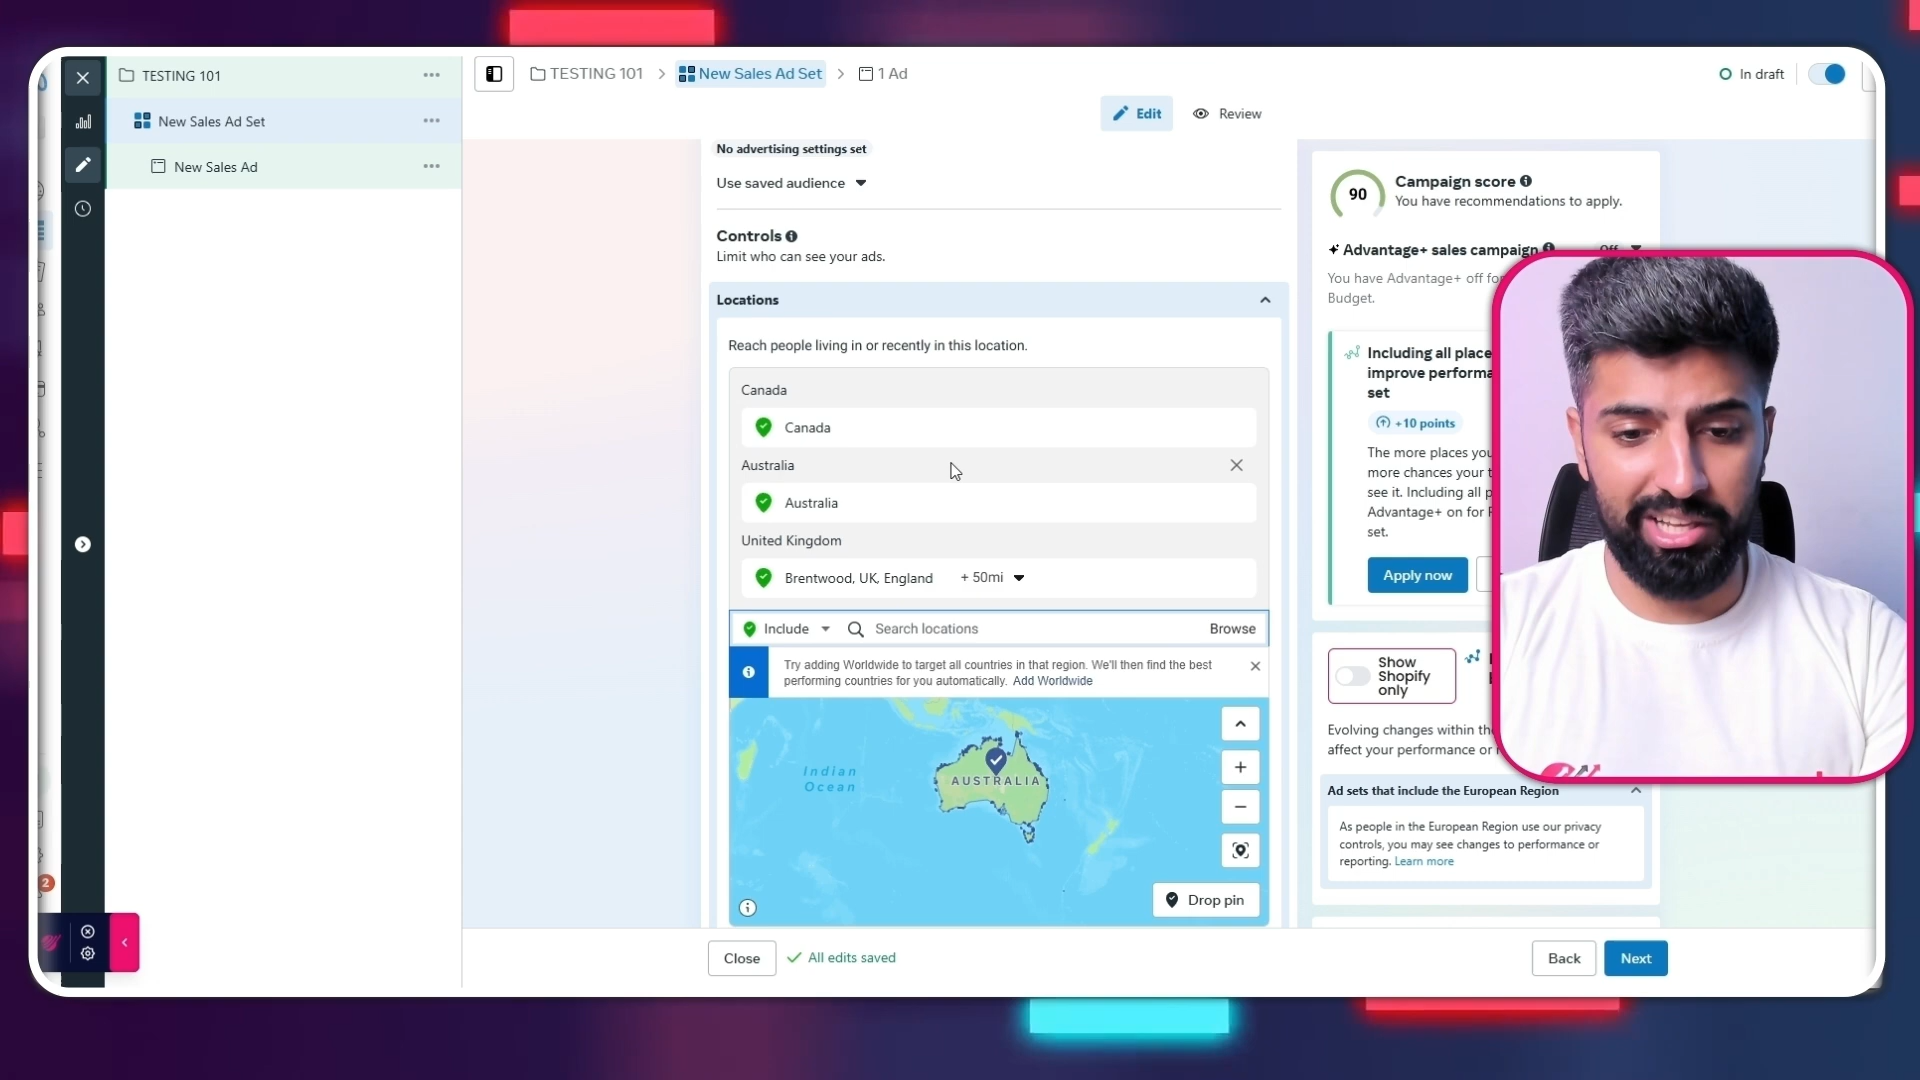 TESTING 101
New Sales Ad Set
New Sales Ad
TESTING 101 > New Sales Ad Set > 1 Ad
In draft
Edit
Review
No advertising settings set
Use saved audience
Controls
Limit who can see your ads.
Locations
Reach people living in or recently in this location.
Canada
Canada
Australia
Australia
United Kingdom
Brentwood, UK, England + 50mi
Include
Search locations
Browse
Try adding Worldwide to target all countries in that region. We'll then find the best
performing countries for you automatically. Add Worldwide
Indian
Ocean
AUSTRALIA
Drop pin
Close
All edits saved
Back
Next
90
Campaign score
You have recommendations to apply.
Advantage+ sales campaign
Off
You have Advantage+ off for
Budget.
Including all place
improve performa
set
+10 points
The more places you
more chances your
see it. Including all p
Advantage+ on for
set.
Apply now
Show
Shopify
only
Evolving changes within the
affect your performance or
Ad sets that include the European Region
As people in the European Region use our privacy
controls, you may see changes to performance or
reporting. Learn more
2